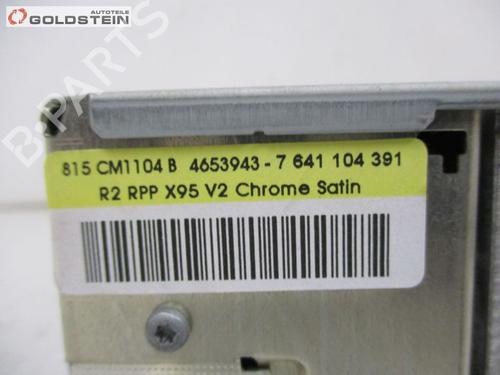 AUTOTEILE
GOLDSTEIN
B-PARTS
815 CM1104 B 4653943 - 7 641 104 391
R2 RPP X95 V2 Chrome Satin